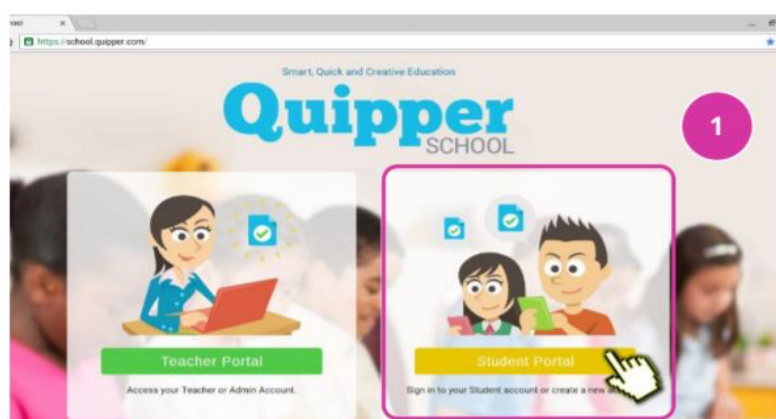 https://school.quipper.com/
Smart, Quick and Creative Education
Quipper
SCHOOL
1
Teacher Portal
Student Portal
Access your Teacher or Admin Account.
Sign in to your Student account or create a new